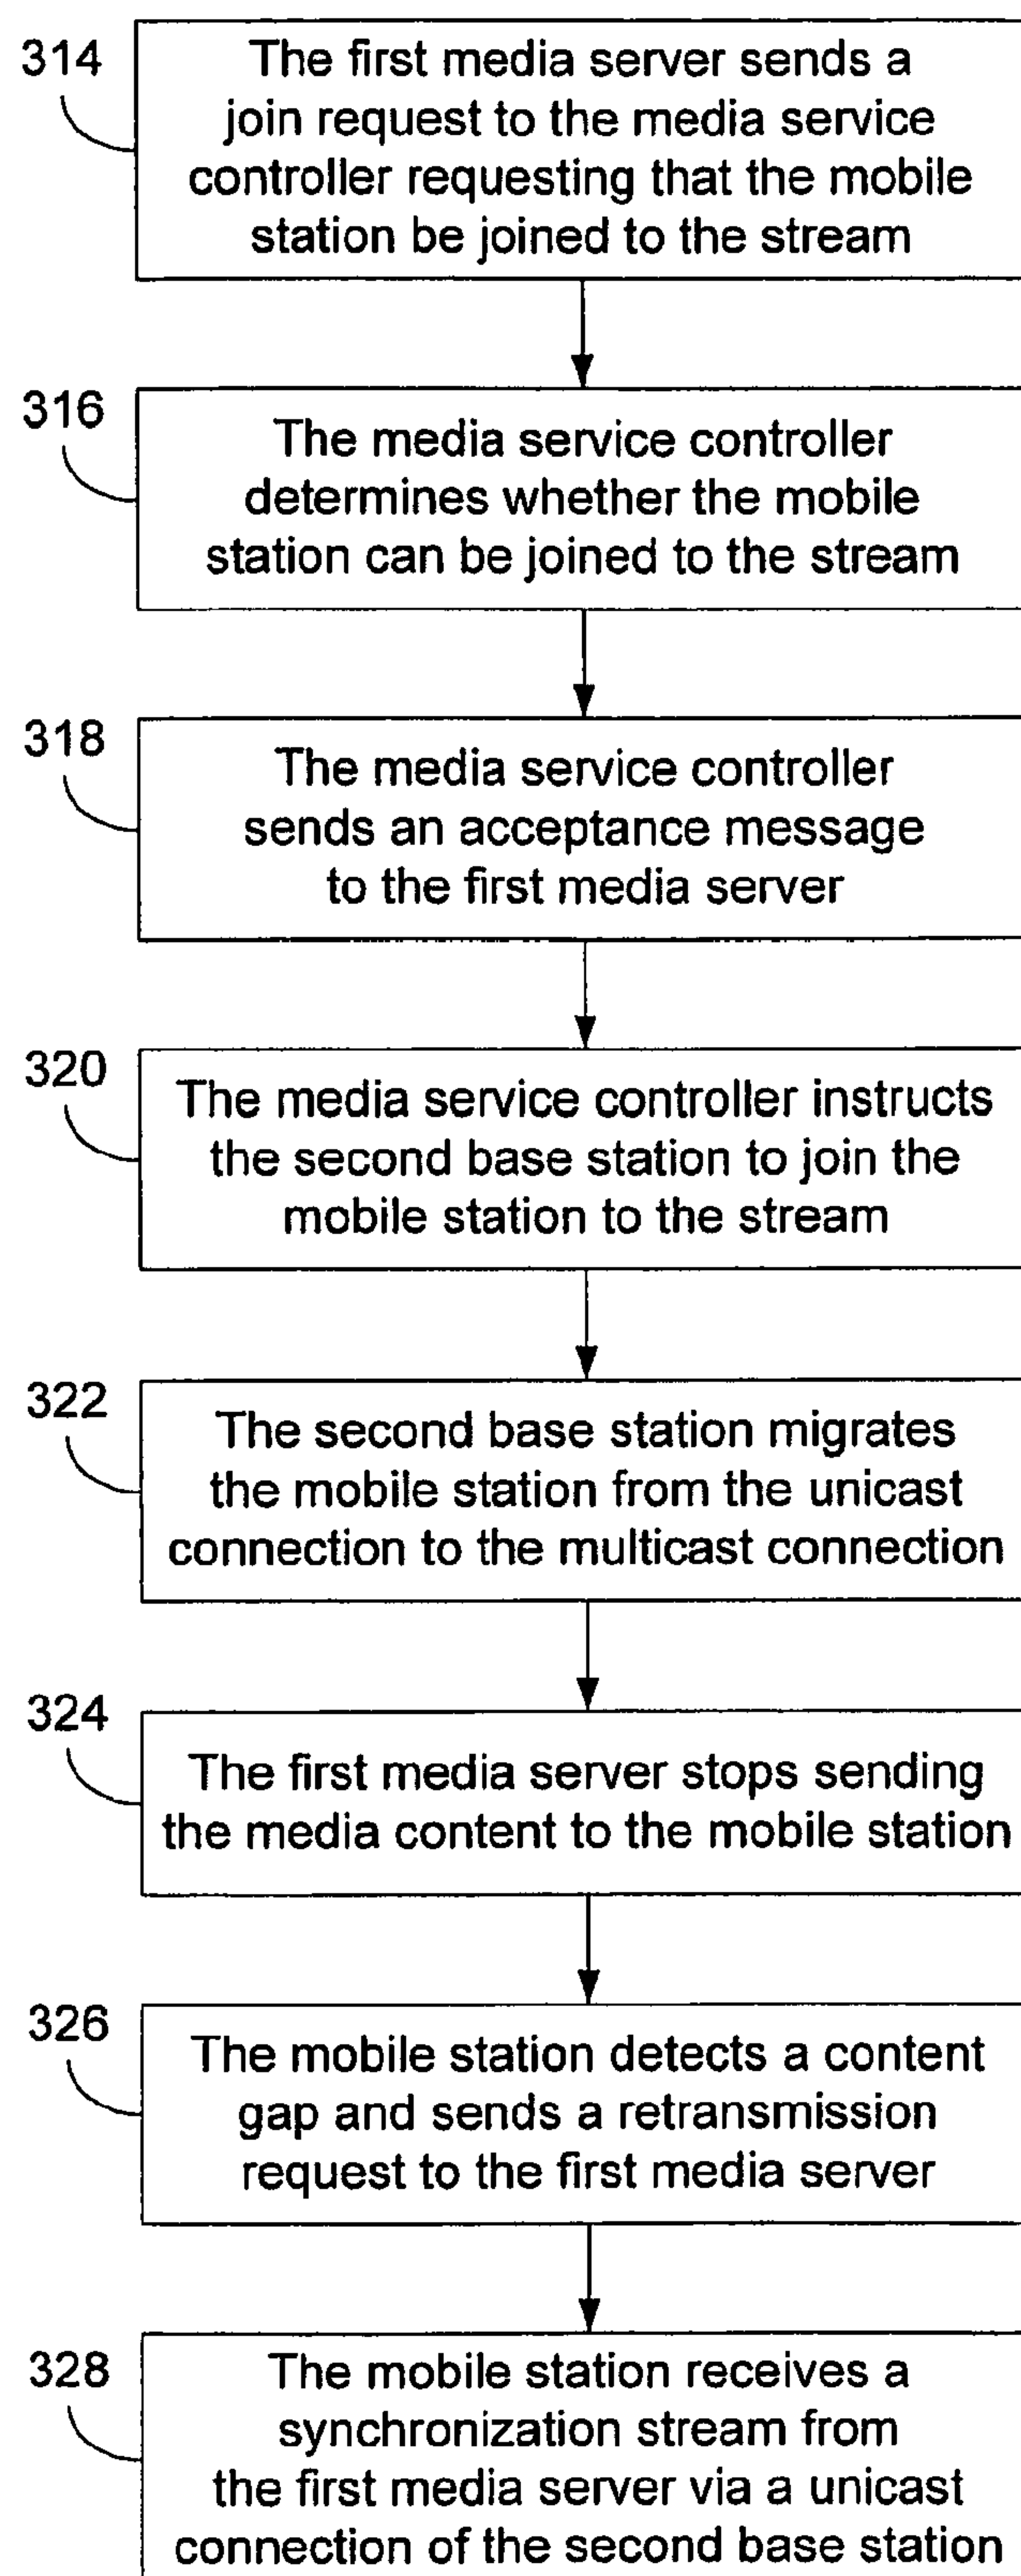 314
The first media server sends a
join request to the media service
controller requesting that the mobile
station be joined to the stream
316
The media service controller
determines whether the mobile
station can be joined to the stream
318
The media service controller
sends an acceptance message
to the first media server
320
The media service controller instructs
the second base station to join the
mobile station to the stream
322
The second base station migrates
the mobile station from the unicast
connection to the multicast connection
324
The first media server stops sending
the media content to the mobile station
326
The mobile station detects a content
gap and sends a retransmission
request to the first media server
328
The mobile station receives a
synchronization stream from
the first media server via a unicast
connection of the second base station